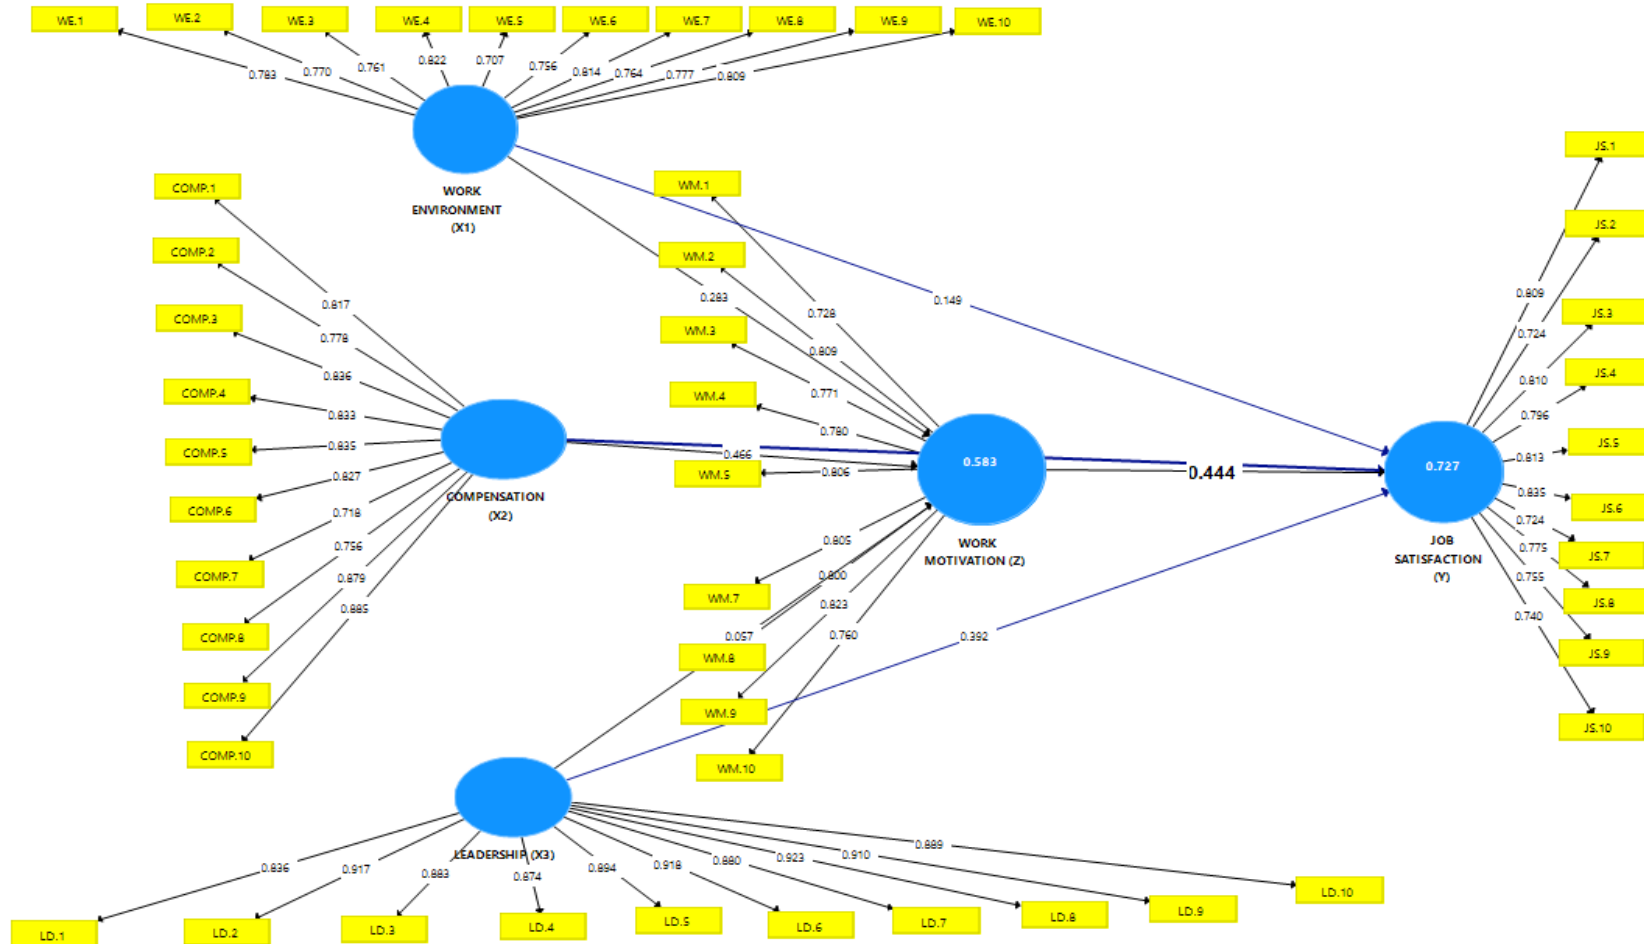 WE.1
WE.2
WE.3
WE.4
WE.5
WE.6
WE.7
WE.8
WE.9
WE.10
0.783
0.770
0.761
0.822
0.707
0.756
0.814
0.764
0.777
0.809
WORK
ENVIRONMENT
(X1)
COMP.1
COMP.2
COMP.3
COMP.4
COMP.5
COMP.6
COMP.7
COMP.8
COMP.9
COMP.10
0.817
0.778
0.836
0.833
0.835
0.827
0.718
0.756
0.879
0.885
COMPENSATION
(X2)
WM.1
WM.2
WM.3
WM.4
WM.5
WM.7
WM.8
WM.9
WM.10
0.283
0.728
0.809
0.771
0.780
0.466
0.806
0.805
0.800
0.823
0.057
0.760
0.583
WORK
MOTIVATION (Z)
0.149
0.444
0.392
0.727
JOB
SATISFACTION
(Y)
JS.1
JS.2
JS.3
JS.4
JS.5
JS.6
JS.7
JS.8
JS.9
JS.10
0.809
0.724
0.810
0.796
0.813
0.835
0.724
0.775
0.755
0.740
LEADERSHIP (X3)
0.836
0.917
0.883
0.874
0.894
0.918
0.880
0.923
0.910
0.889
LD.1
LD.2
LD.3
LD.4
LD.5
LD.6
LD.7
LD.8
LD.9
LD.10